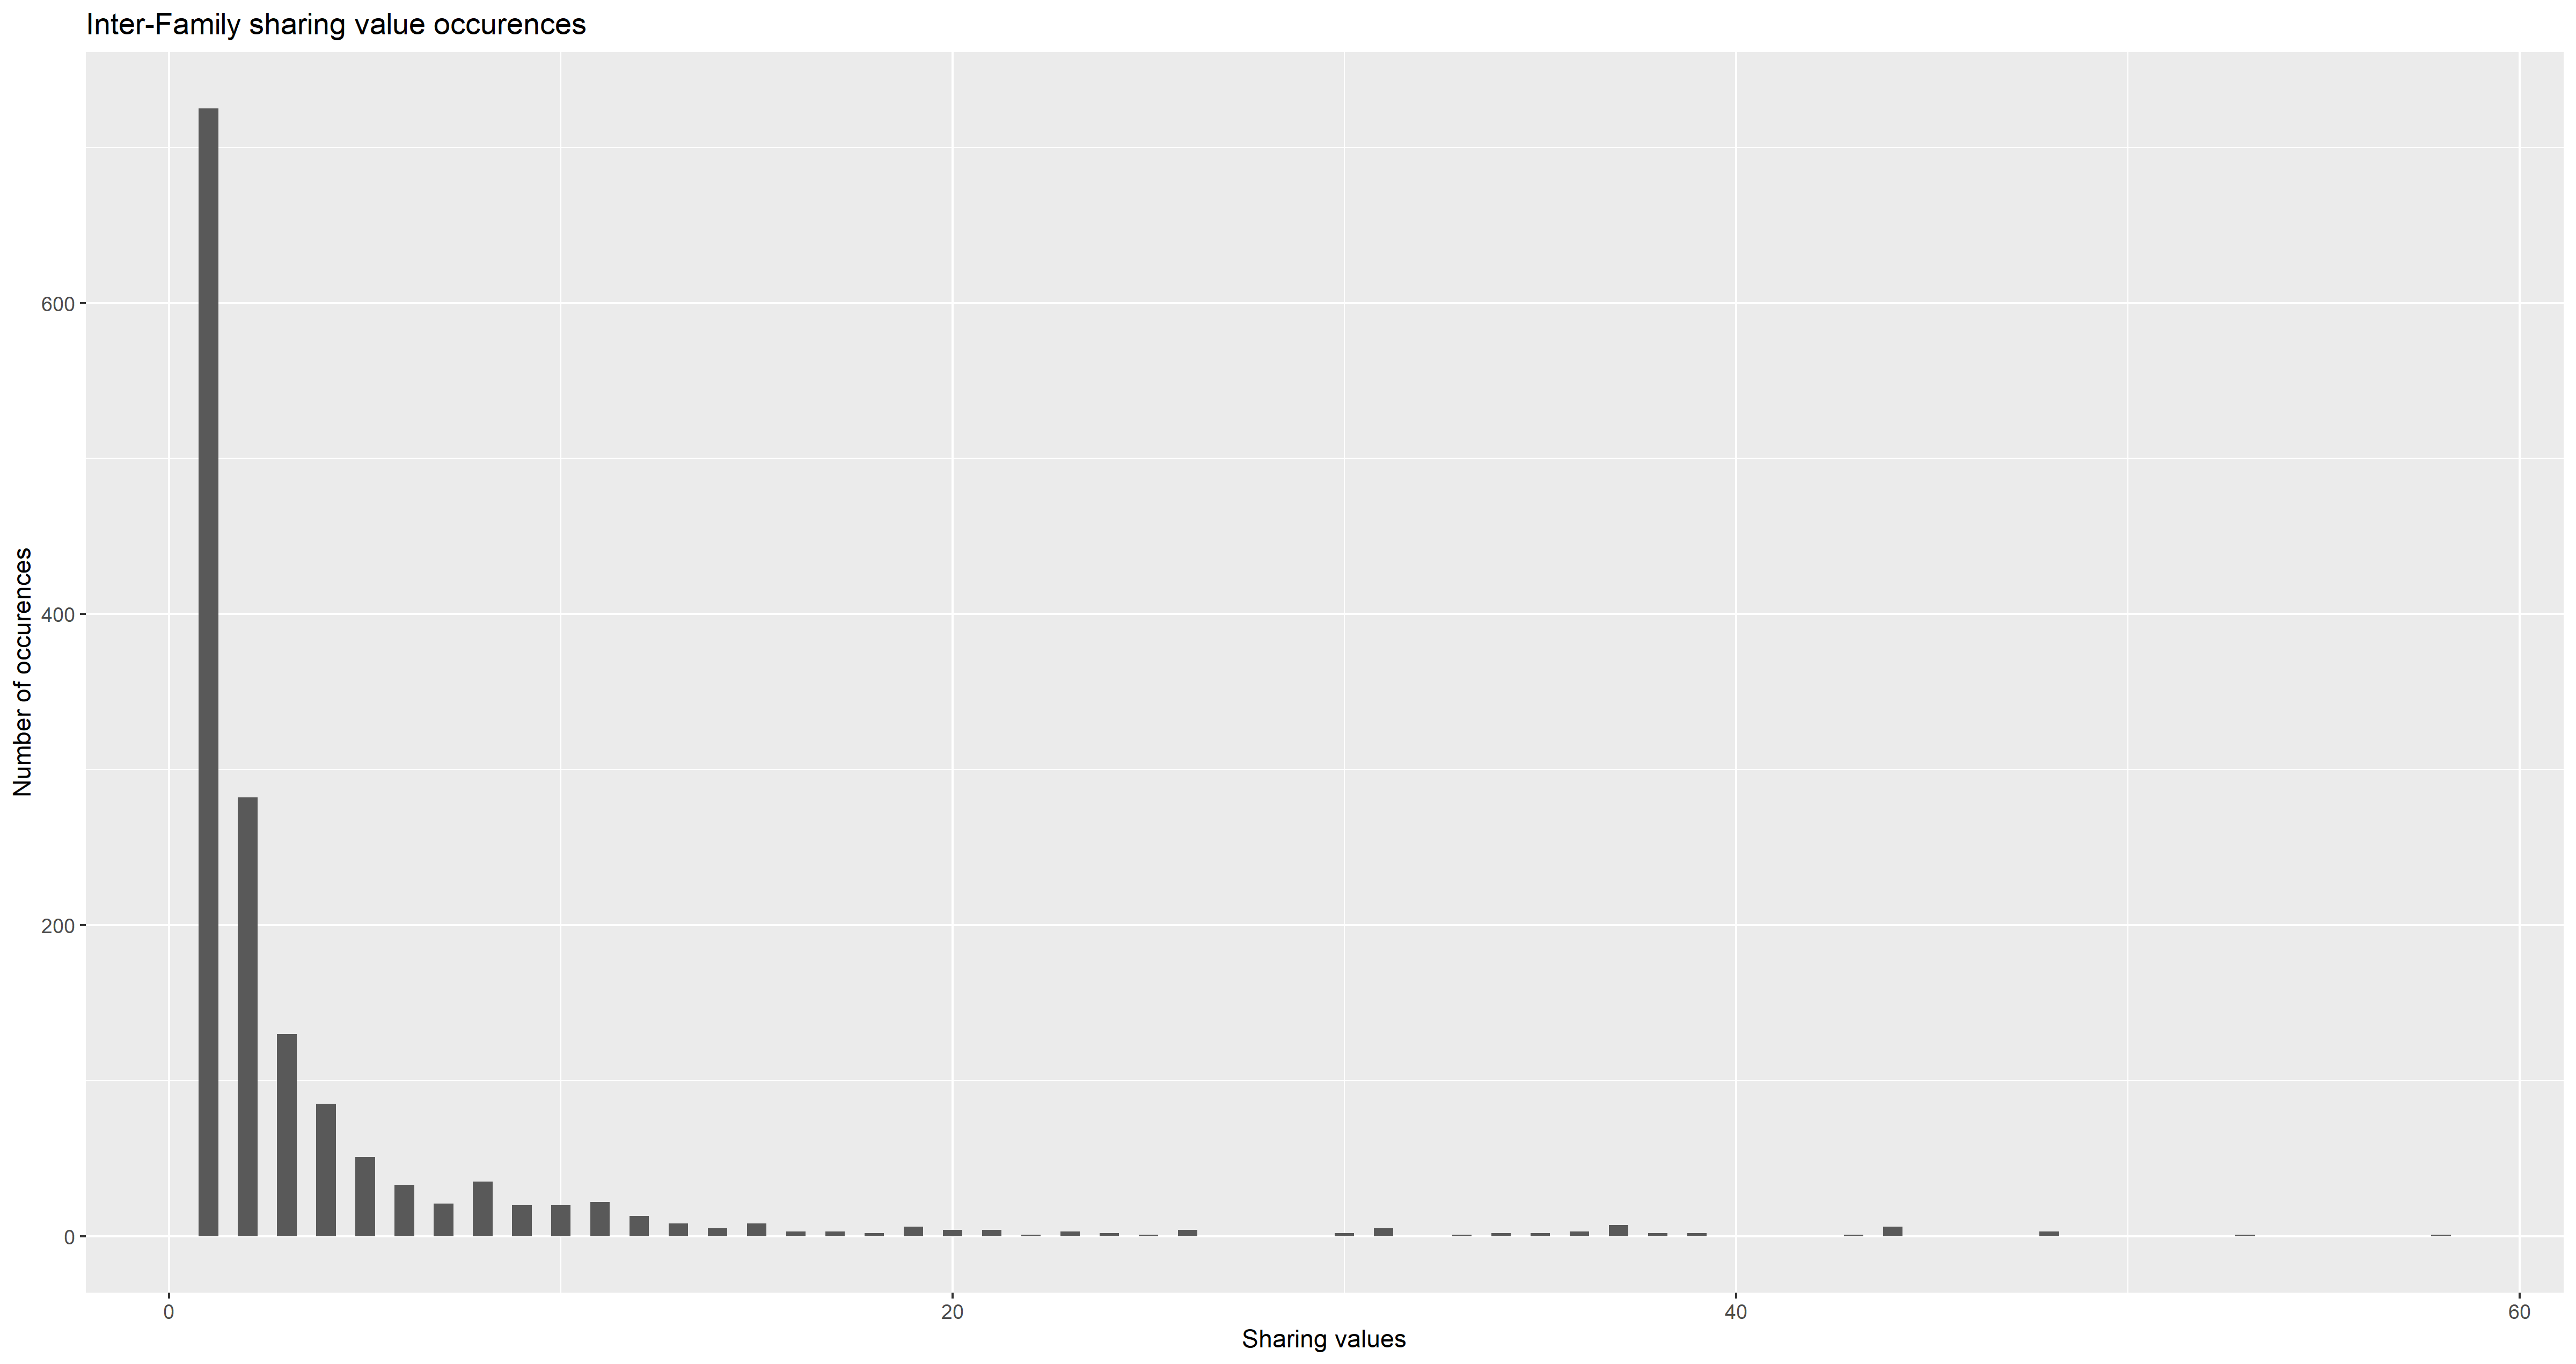 Inter-Family sharing value occurences
Number of occurences
600
400
200
0
0 20 40 60
Sharing values